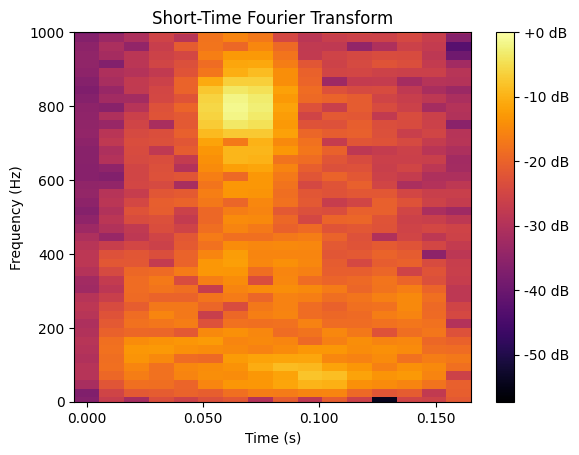 Short-Time Fourier Transform
Frequency (Hz)
1000
800
600
400
200
0
0.000
0.050
0.100
0.150
Time (s)
+0 dB
-10 dB
-20 dB
-30 dB
-40 dB
-50 dB